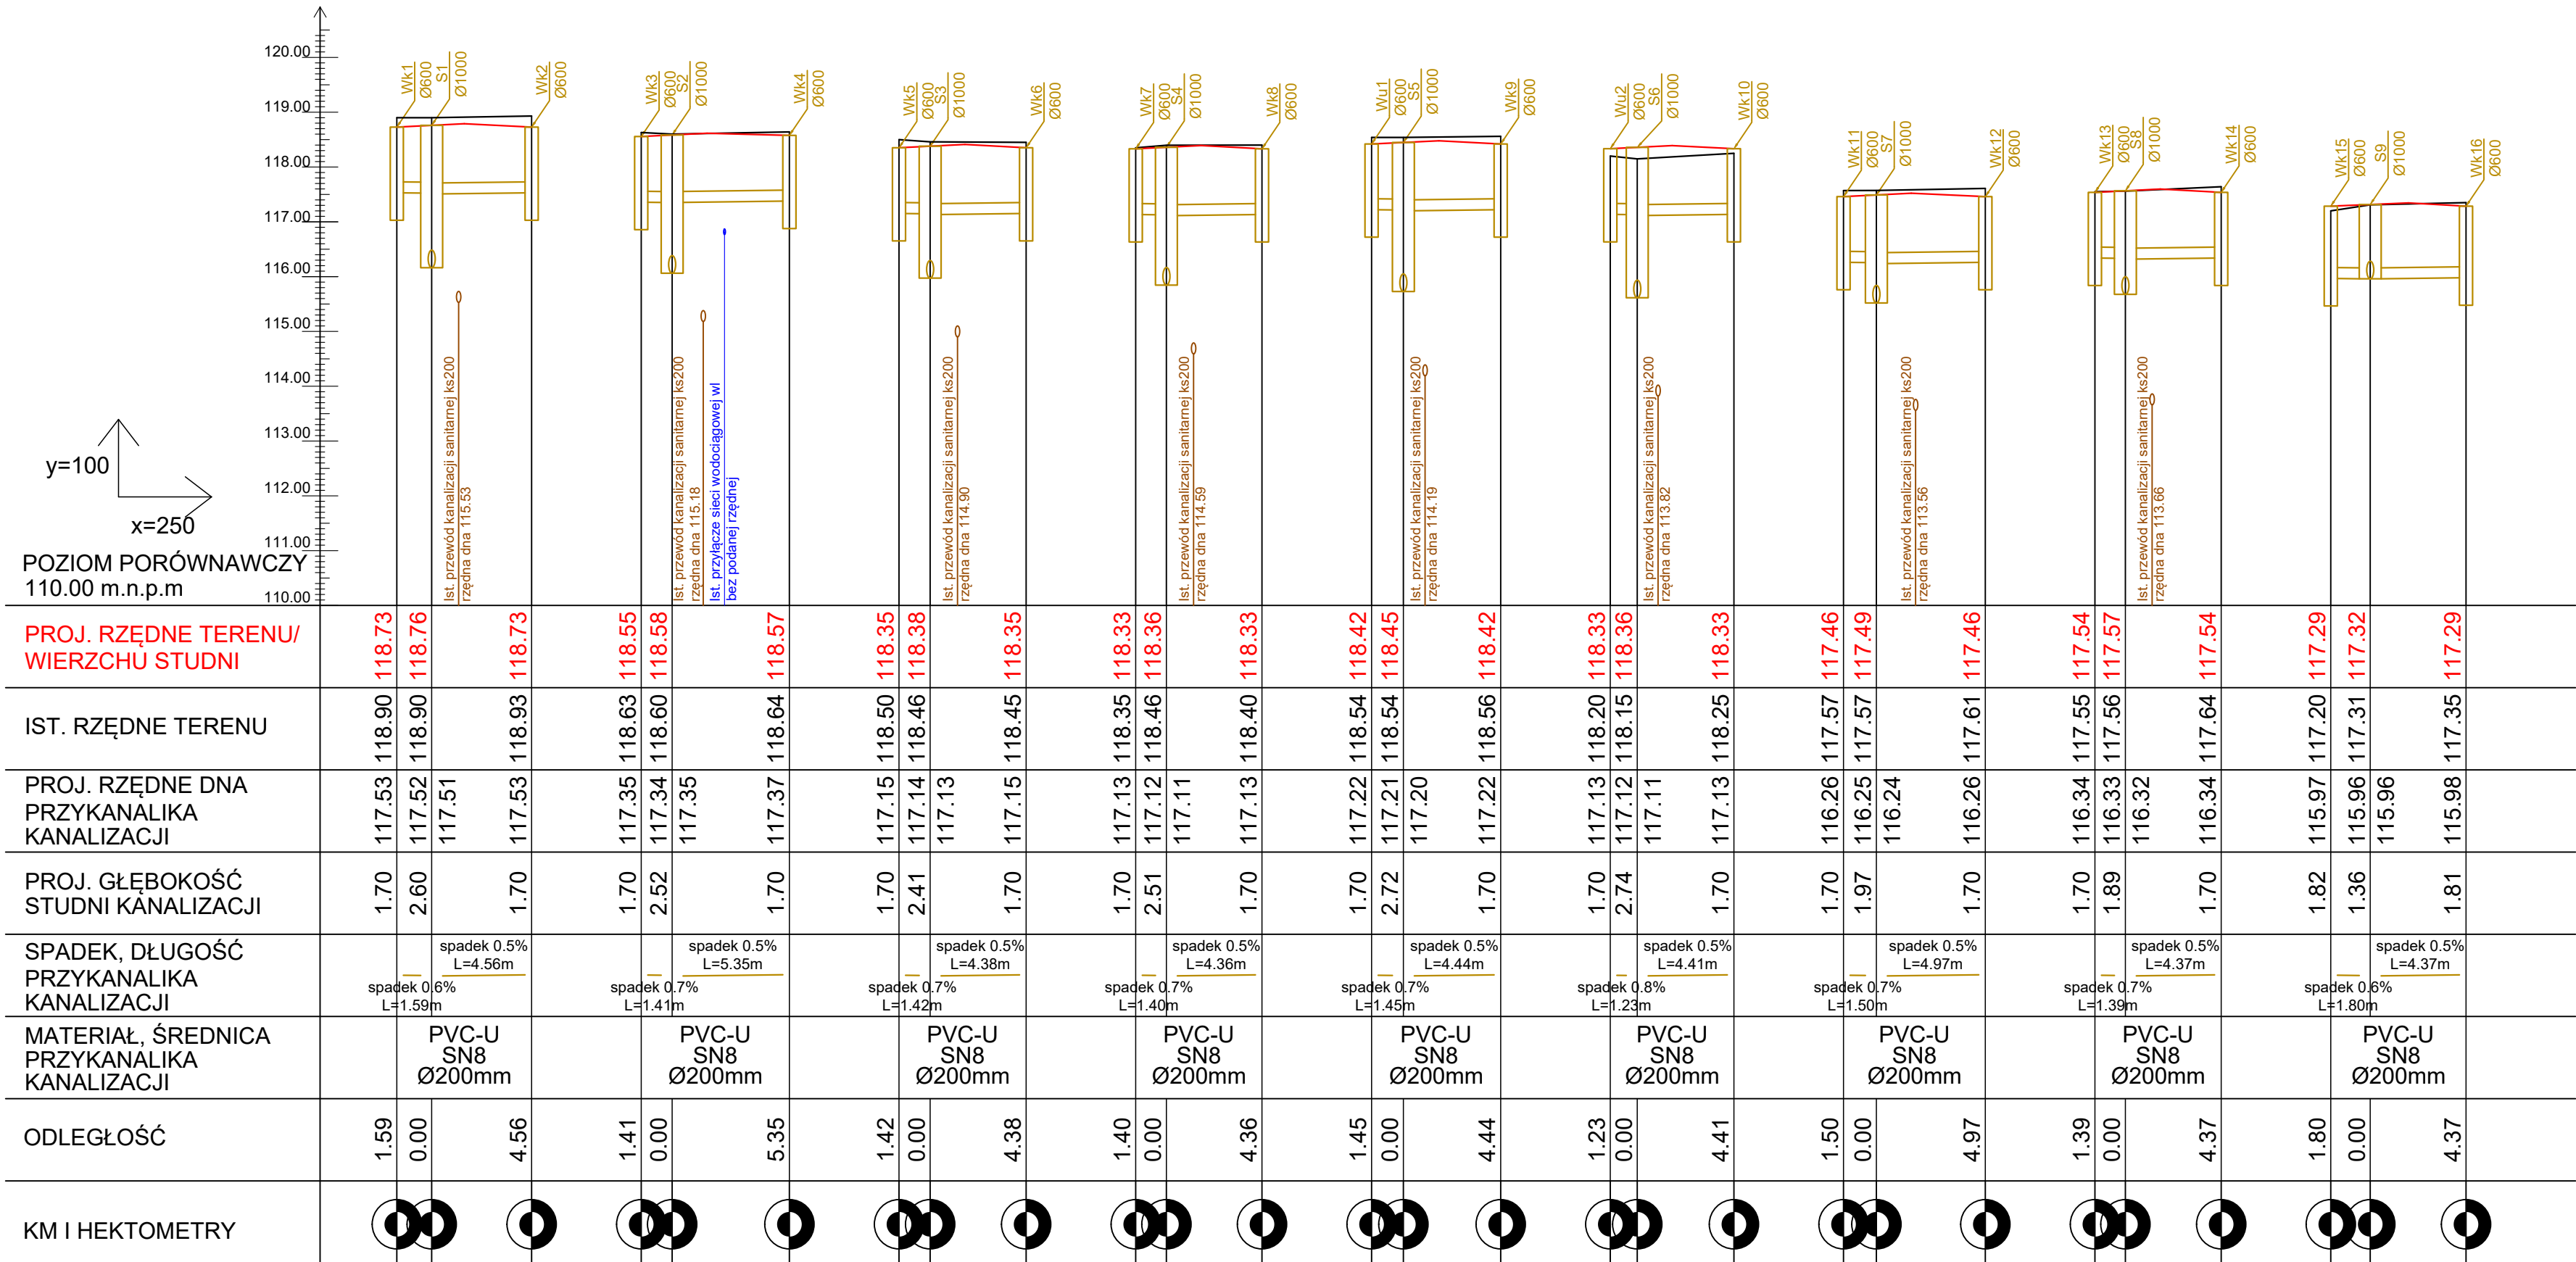 120.00
119.00
118.00
117.00
116.00
115.00
114.00
113.00
112.00
111.00
110.00
y=100
x=250
POZIOM PORÓWNAWCZY
110.00 m.n.p.m
Wk1
Ø600
S1
Ø1000
Wk2
Ø600
Wk3
Ø600
S2
Ø1000
Wk4
Ø600
Wk5
Ø600
S3
Ø1000
Wk6
Ø600
Wk7
Ø600
S4
Ø1000
Wk8
Ø600
Wu1
Ø600
S5
Ø1000
Wk9
Ø600
Wu2
Ø600
S6
Ø1000
Wk10
Ø600
Wk11
Ø600
S7
Ø1000
Wk12
Ø600
Wk13
Ø600
S8
Ø1000
Wk14
Ø600
Wk15
Ø600
S9
Ø1000
Wk16
Ø600
Ist. przewód kanalizacji sanitarnej ks200
rzędna dna 115.53
Ist. przewód kanalizacji sanitarnej ks200
rzędna dna 115.18
Ist. przyłącze sieci wodociągowej wl
bez podanej rzędnej
Ist. przewód kanalizacji sanitarnej ks200
rzędna dna 114.90
Ist. przewód kanalizacji sanitarnej ks200
rzędna dna 114.59
Ist. przewód kanalizacji sanitarnej ks200
rzędna dna 114.19
Ist. przewód kanalizacji sanitarnej ks200
rzędna dna 113.82
Ist. przewód kanalizacji sanitarnej ks200
rzędna dna 113.56
Ist. przewód kanalizacji sanitarnej ks200
rzędna dna 113.66
PROJ. RZĘDNE TERENU/
WIERZCHU STUDNI
118.73 118.76 118.73 118.55 118.58 118.57 118.35 118.38 118.35 118.33 118.36 118.33 118.42 118.45 118.42 118.33 118.36 118.33 117.46 117.49 117.46 117.54 117.57 117.54 117.29 117.32 117.29
IST. RZĘDNE TERENU
118.90 118.90 118.93 118.63 118.60 118.64 118.50 118.46 118.45 118.35 118.46 118.40 118.54 118.54 118.56 118.20 118.15 118.25 117.57 117.57 117.61 117.55 117.56 117.64 117.20 117.31 117.35
PROJ. RZĘDNE DNA
PRZYKANALIKA
KANALIZACJI
117.53 117.52 117.51 117.53 117.35 117.34 117.35 117.37 117.15 117.14 117.13 117.15 117.13 117.12 117.11 117.13 117.22 117.21 117.20 117.22 117.13 117.12 117.11 117.13 116.26 116.25 116.24 116.26 116.34 116.33 116.32 116.34 115.97 115.96 115.96 115.98
PROJ. GŁĘBOKOŚĆ
STUDNI KANALIZACJI
1.70 2.60 1.70 1.70 2.52 1.70 1.70 2.41 1.70 1.70 2.51 1.70 1.70 2.72 1.70 1.70 2.74 1.70 1.70 1.97 1.70 1.70 1.89 1.70 1.82 1.36 1.81
SPADEK, DŁUGOŚĆ
PRZYKANALIKA
KANALIZACJI
spadek 0.5%
L=4.56m
spadek 0.6%
L=1.59m
spadek 0.5%
L=5.35m
spadek 0.7%
L=1.41m
spadek 0.5%
L=4.38m
spadek 0.7%
L=1.42m
spadek 0.5%
L=4.36m
spadek 0.7%
L=1.40m
spadek 0.5%
L=4.44m
spadek 0.7%
L=1.45m
spadek 0.5%
L=4.41m
spadek 0.8%
L=1.23m
spadek 0.5%
L=4.97m
spadek 0.7%
L=1.50m
spadek 0.5%
L=4.37m
spadek 0.7%
L=1.39m
spadek 0.5%
L=4.37m
spadek 0.6%
L=1.80m
MATERIAŁ, ŚREDNICA
PRZYKANALIKA
KANALIZACJI
PVC-U
SN8
Ø200mm
PVC-U
SN8
Ø200mm
PVC-U
SN8
Ø200mm
PVC-U
SN8
Ø200mm
PVC-U
SN8
Ø200mm
PVC-U
SN8
Ø200mm
PVC-U
SN8
Ø200mm
PVC-U
SN8
Ø200mm
PVC-U
SN8
Ø200mm
ODLEGŁOŚĆ
1.59 0.00 4.56 1.41 0.00 5.35 1.42 0.00 4.38 1.40 0.00 4.36 1.45 0.00 4.44 1.23 0.00 4.41 1.50 0.00 4.97 1.39 0.00 4.37 1.80 0.00 4.37
KM I HEKTOMETRY